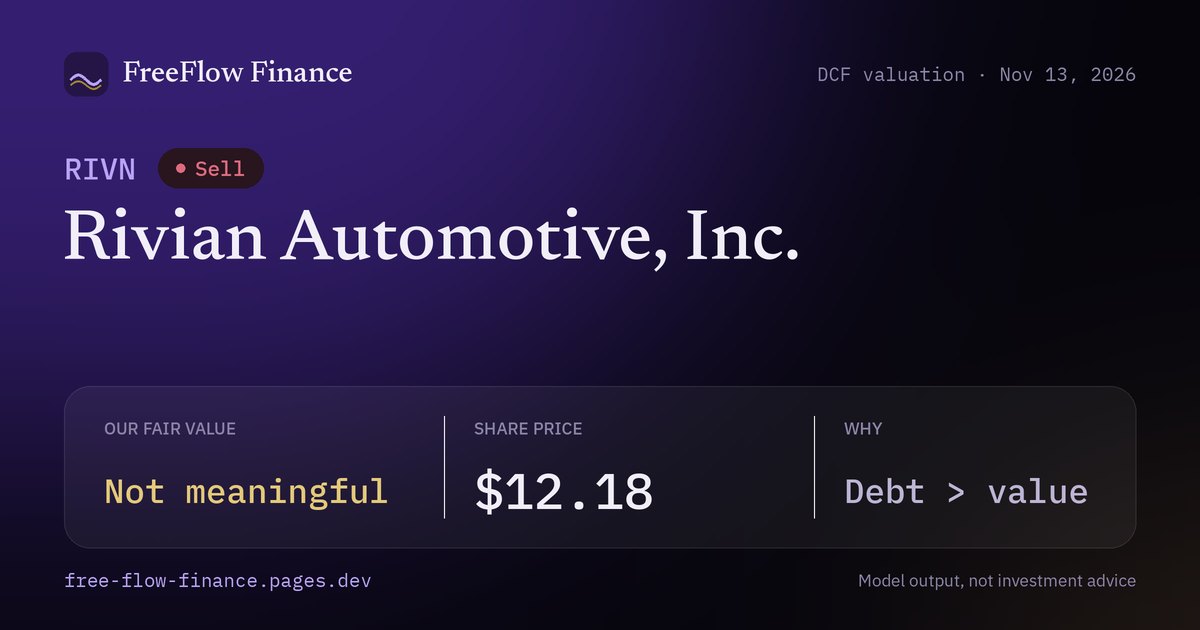 FreeFlow Finance
DCF valuation · Nov 13, 2026
RIVN
Sell
Rivian Automotive, Inc.
OUR FAIR VALUE
Not meaningful
SHARE PRICE
$12.18
WHY
Debt > value
free-flow-finance.pages.dev
Model output, not investment advice